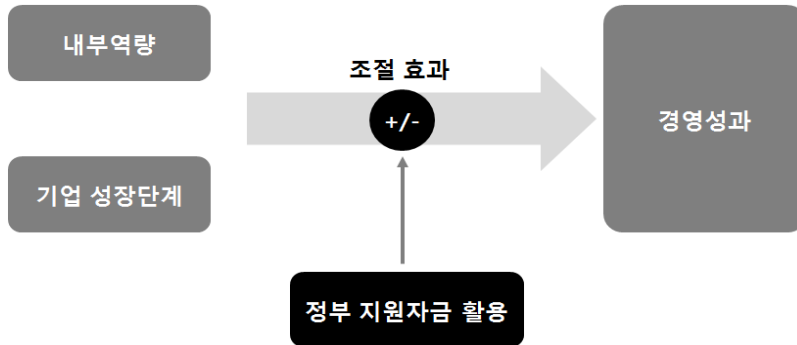 내부역량
조절 효과
+/-
경영성과
기업 성장단계
정부 지원자금 활용